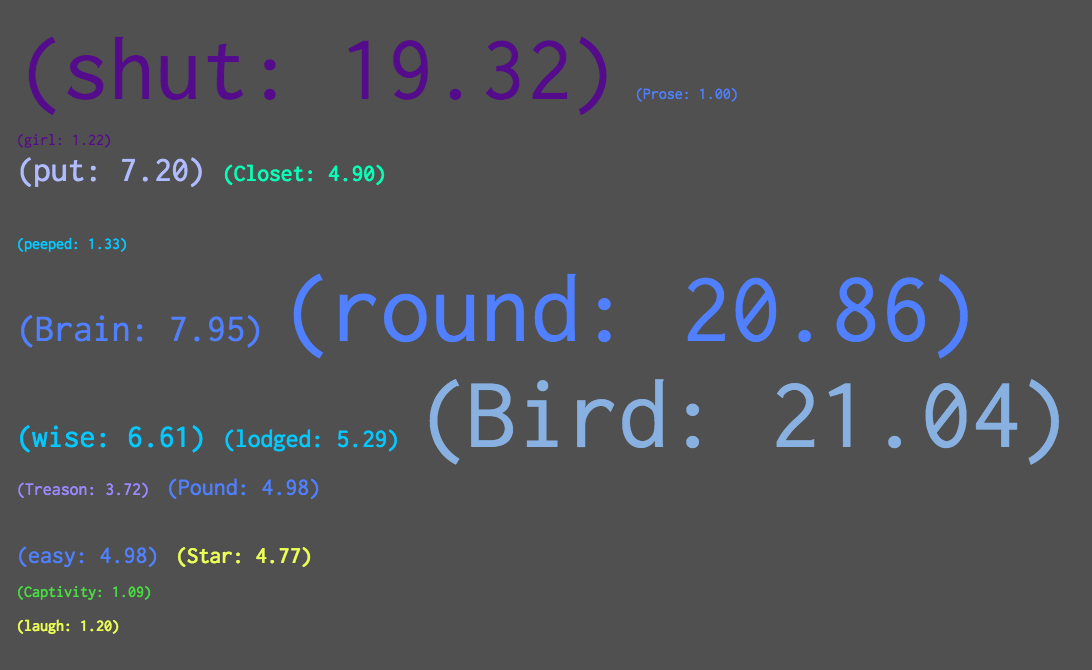 (shut: 19.32) (Prose: 1.00)
(girl: 1.22)
(put: 7.20) (Closet: 4.90)
(peeped: 1.33)
(Brain: 7.95) (round: 20.86)
(wise: 6.61) (lodged: 5.29) (Bird: 21.04)
(Treason: 3.72) (Pound: 4.98)
(easy: 4.98) (Star: 4.77)
(Captivity: 1.09)
(laugh: 1.20)